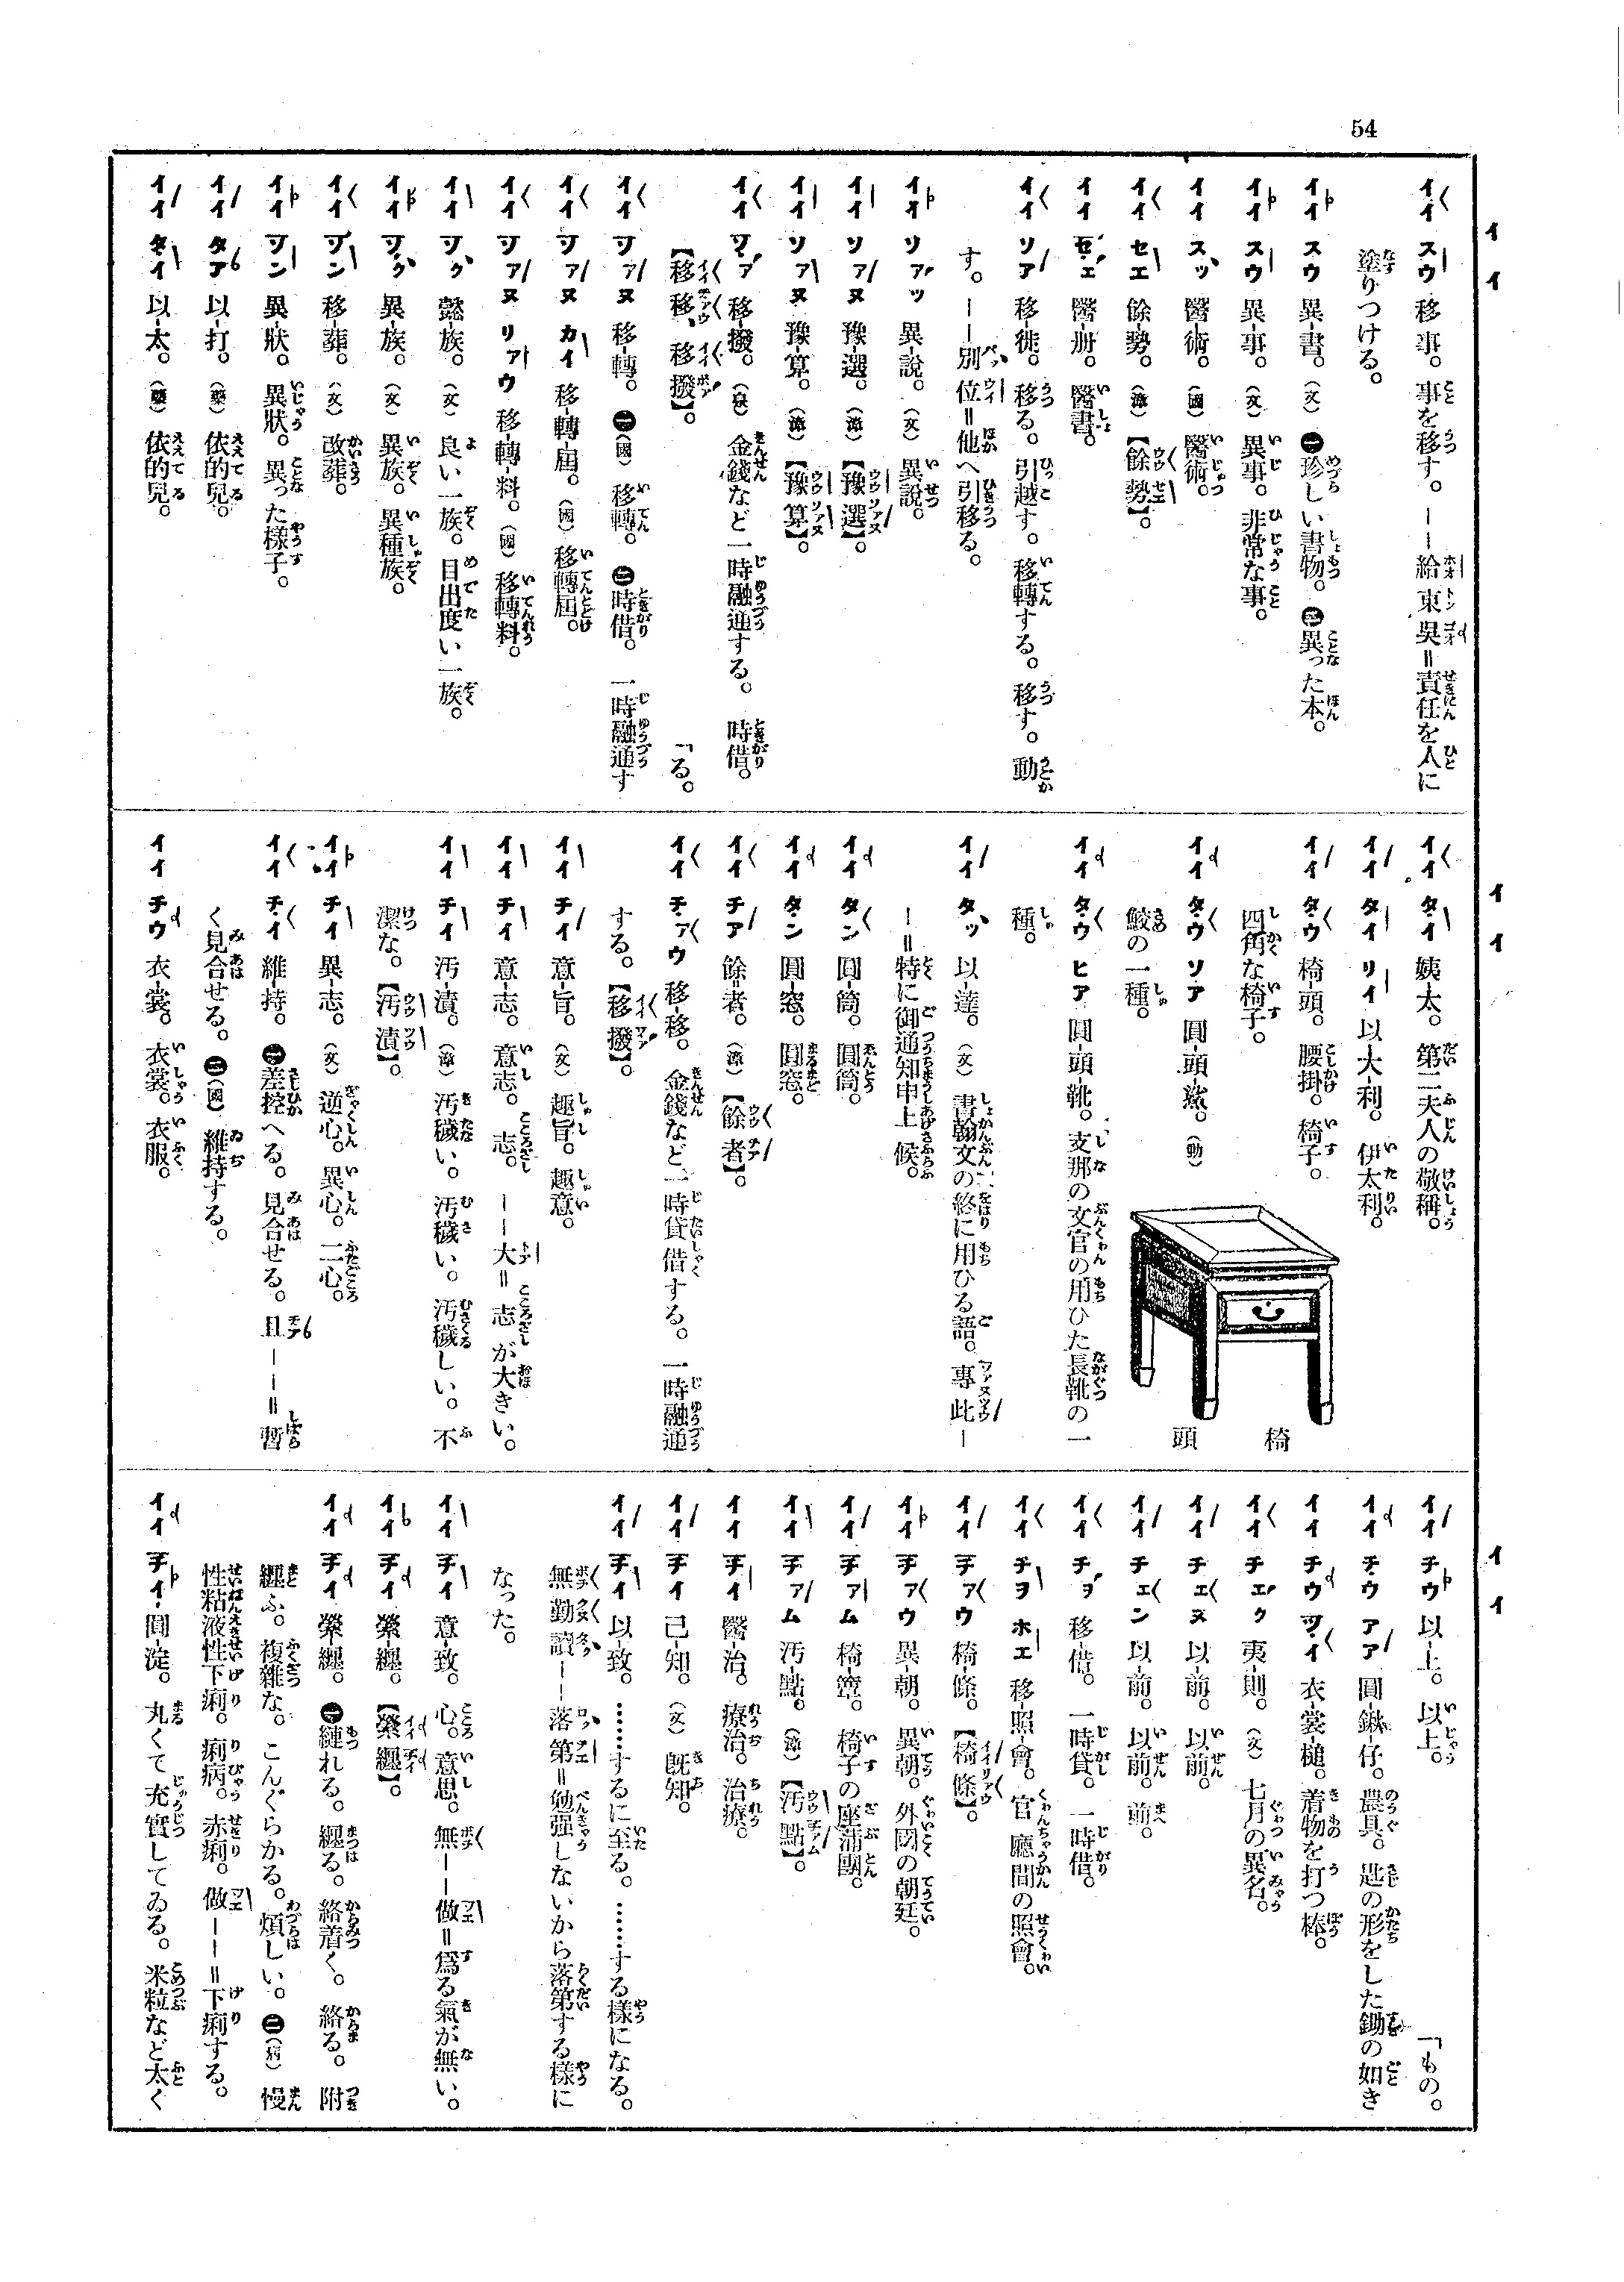 54
イ イ
イイ スウ 移-事。事を移す。――給東吳＝責任を人に
塗りつける。
イイ スウ 異-書。（文）㊀珍しい書物。㊁異った本。
イイ スウ 異-事。（文）異事。非常な事。
イイ スッ 醫-術。（國）醫術。
イイ セエ 餘-勢。（漳）【餘勢】。
イイ セェ 醫-册。醫書。
イイ ソア 移-徙。移る。引越す。移轉する。移す。動か
す。――別位＝他へ引移る。
イイ ソァッ 異-說。（文）異說。
イイ ソァヌ 豫-選。（漳）【豫選】。
イイ ソァヌ 豫-算。（漳）【豫算】。
イイ ツァ 移-撥。（泉）金錢など一時融通する。時借。
【移移、移撥】。
イイ ツァヌ 移-轉。㊀（國）移轉。㊁時借。一時融通す
「る。
イイ ツァヌ カイ 移-轉-屆。（國）移轉屆。
イイ ツァヌ リァウ 移-轉-料。（國）移轉料。
イイ ツク 懿-族。（文）良い一族。目出度い一族。
イイ ツク 異-族。（文）異族。異種族。
イイ ツン 移-葬。（文）改葬。
イイ ツン 異-狀。異狀。異った樣子。
イイ タア 以-打。（藥）依的兒。
イイ タイ 以-太。（藥）依的兒。
イ イ
イイ タイ 姨-太。第二夫人の敬稱。
イイ タイ リイ 以-大-利。伊太利。
イイ タウ 椅-頭。腰掛。椅子。
四角な椅子。
イイ タウ ソア 圓-頭-鯊。（動）
鮫の一種。
椅頭
イイ タウ ヒア 圓-頭-靴。支那の文官の用ひた長靴の一
種。
イイ タッ 以-達。（文）書翰文の終に用ひる語。專此―
―＝特に御通知申上候。
イイ タン 圓-筒。圓筒。
イイ タン 圓-窓。圓窓。
イイ チア 餘-者。（漳）【餘者】。
イイ チァウ 移-移。金錢など一時貸借する。一時融通
する。【移撥】。
イイ チイ 意-旨。（文）趣旨。趣意。
イイ チイ 意-志。意志。志。――大＝志が大きい。
イイ チイ 汚-漬。（漳）汚穢い。汚穢い。汚穢しい。不
潔な。【汚漬】。
イイ チイ 異-志。（文）逆心。異心。二心。
イイ チイ 維-持。㊀差控へる。見合せる。且――＝暫
く見合せる。㊁（國）維持する。
イイ チウ 衣-裳。衣裳。衣服。
イ イ
イイ チウ 以-上。以上。
イイ チウ アア 圓-鍬-仔。農具。匙の形をした鋤の如き
「もの。
イイ チウ ツイ 衣-裳-槌。着物を打つ棒。
イイ チェク 夷-則。（文）七月の異名。
イイ チェヌ 以-前。以前。
イイ チェン 以-前。以前。前。
イイ チヺ 移-借。一時貸。一時借。
イイ チヲ ホエ 移-照-會。官廳間の照會。
イイ チァウ 椅-條。【椅條】。
イイ チァウ 異-朝。異朝。外國の朝廷。
イイ チァム 椅-簟。椅子の座蒲團。
イイ チァム 汚-點。（漳）【汚點】。
イイ チイ 醫-治。療治。治療。
イイ チイ 己-知。（文）既知。
イイ チイ 以-致。……するに至る。……する樣になる。
無勤讀――落第＝勉强しないから落第する樣に
なった。
イイ チイ 意-致。心。意思。無――做＝爲る氣が無い。
イイ チイ 縈-纏。【縈纏】。
イイ チイ 縈-纏。㊀縺れる。纏る。絡着く。絡る。附
纏ふ。複雜な。こんぐらかる。煩しい。㊁（病）慢
性粘液性下痢。痢病。赤痢。做――＝下痢する。
イイ チイ 圓-淀。丸くて充實してゐる。米粒など太く